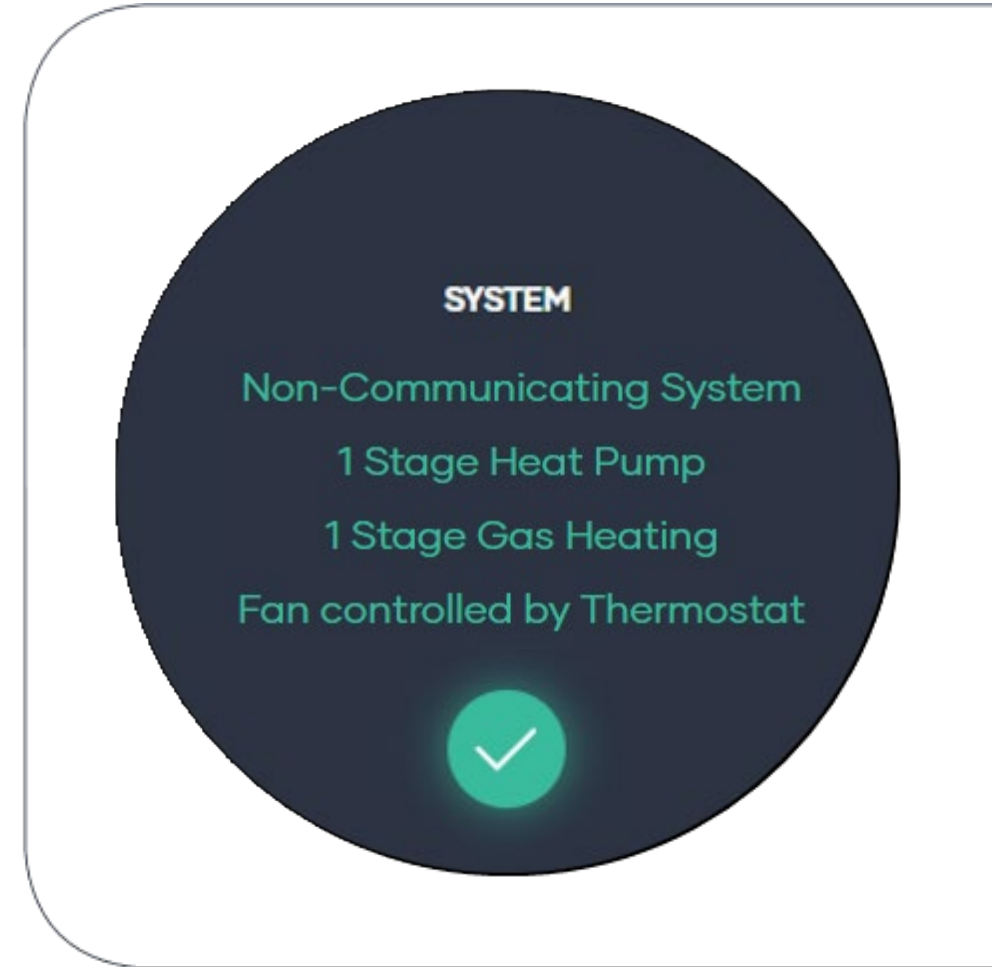 SYSTEM
Non-Communicating System
1 Stage Heat Pump
1 Stage Gas Heating
Fan controlled by Thermostat